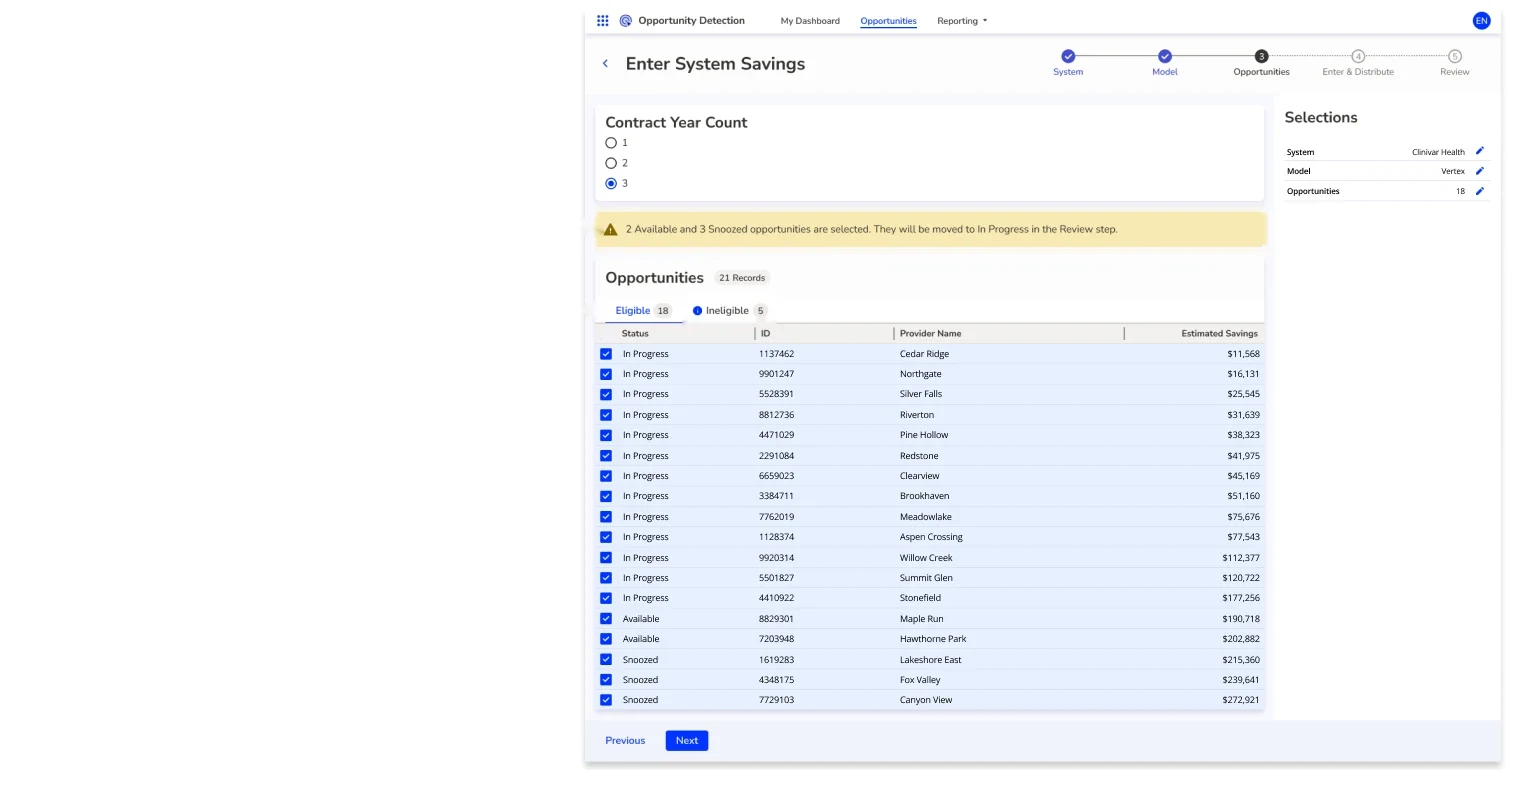 Opportunity Detection My Dashboard Opportunities Reporting EN
Enter System Savings
System Model 3 Opportunities 4 Enter & Distribute 5 Review
Contract Year Count
1
2
3
Selections
System Clinivar Health
Model Vertex
Opportunities 18
2 Available and 3 Snoozed opportunities are selected. They will be moved to In Progress in the Review step.
Opportunities 21 Records
Eligible 18 Ineligible 5
Status ID Provider Name Estimated Savings
In Progress 1137462 Cedar Ridge $11,568
In Progress 9901247 Northgate $16,131
In Progress 5528391 Silver Falls $25,545
In Progress 8812736 Riverton $31,639
In Progress 4471029 Pine Hollow $38,323
In Progress 2291084 Redstone $41,975
In Progress 6659023 Clearview $45,169
In Progress 3384711 Brookhaven $51,160
In Progress 7762019 Meadowlake $75,676
In Progress 1128374 Aspen Crossing $77,543
In Progress 9920314 Willow Creek $112,377
In Progress 5501827 Summit Glen $120,722
In Progress 4410922 Stonefield $177,256
Available 8829301 Maple Run $190,718
Available 7203948 Hawthorne Park $202,882
Snoozed 1619283 Lakeshore East $215,360
Snoozed 4348175 Fox Valley $239,641
Snoozed 7729103 Canyon View $272,921
Previous Next